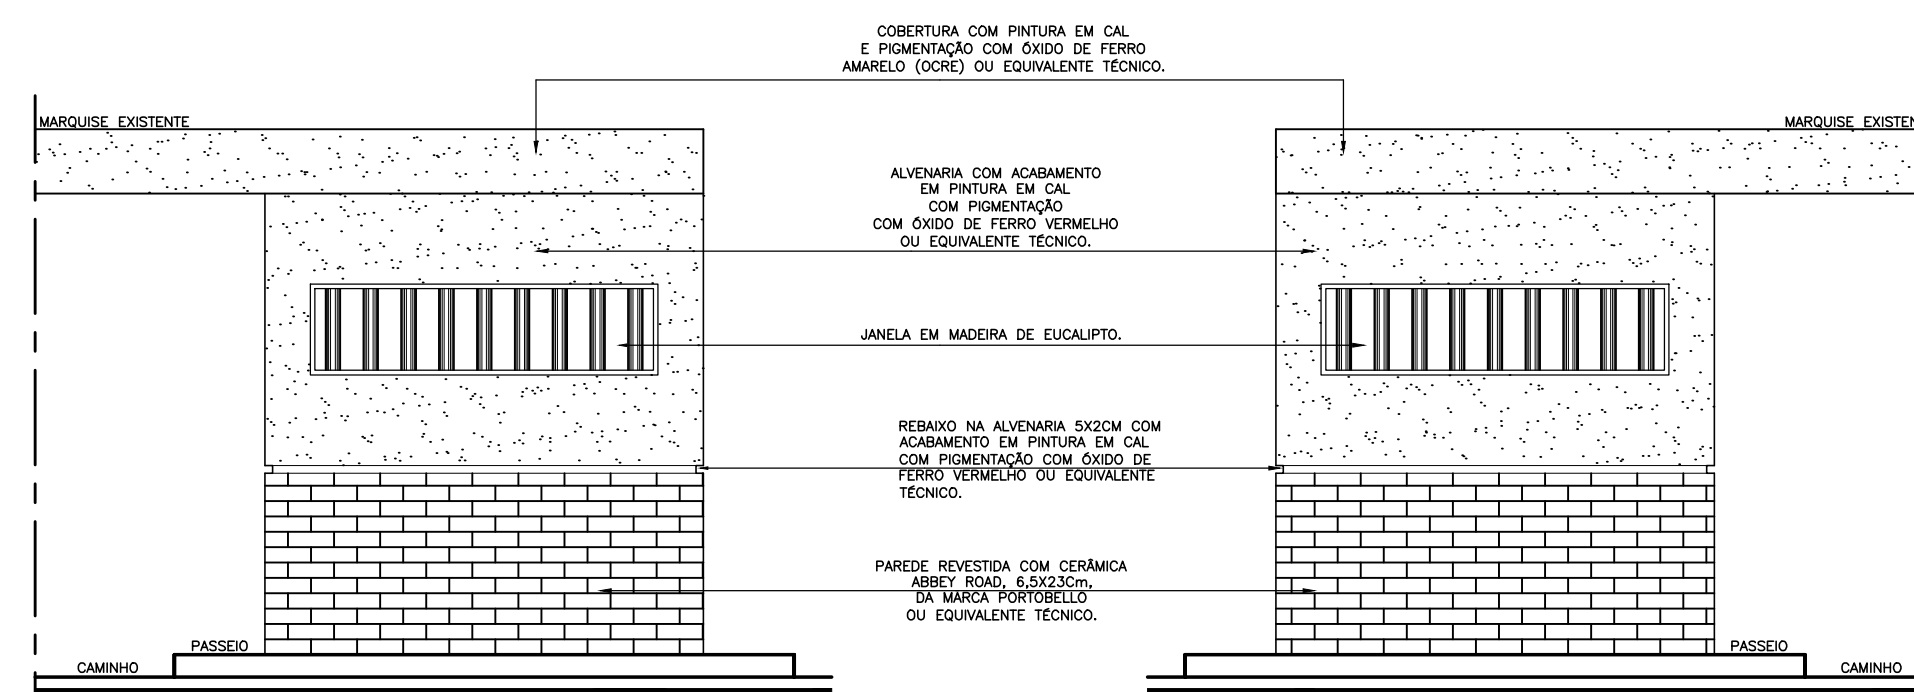 COBERTURA COM PINTURA EM CAL
E PIGMENTAÇÃO COM ÓXIDO DE FERRO
AMARELO (OCRE) OU EQUIVALENTE TÉCNICO.
MARQUISE EXISTENTE
MARQUISE EXISTEN
ALVENARIA COM ACABAMENTO
EM PINTURA EM CAL
COM PIGMENTAÇÃO
COM ÓXIDO DE FERRO VERMELHO
OU EQUIVALENTE TÉCNICO.
JANELA EM MADEIRA DE EUCALIPTO.
REBAIXO NA ALVENARIA 5X2CM COM
ACABAMENTO EM PINTURA EM CAL
COM PIGMENTAÇÃO COM ÓXIDO DE
FERRO VERMELHO OU EQUIVALENTE
TÉCNICO.
PAREDE REVESTIDA COM CERÂMICA
ABBEY ROAD, 6,5X23Cm,
DA MARCA PORTOBELLO
OU EQUIVALENTE TÉCNICO.
PASSEIO
PASSEIO
CAMINHO
CAMINHO